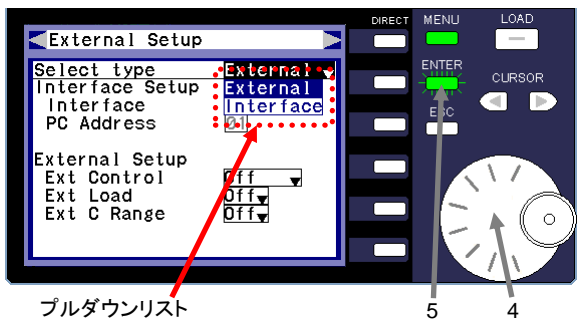 External Setup
Select type External
Interface Setup External
Interface Interface
PC Address 01
External Setup
Ext Control Off
Ext Load Off
Ext C Range Off
DIRECT
MENU
LOAD
ENTER
CURSOR
ESC
プルダウンリスト
5
4